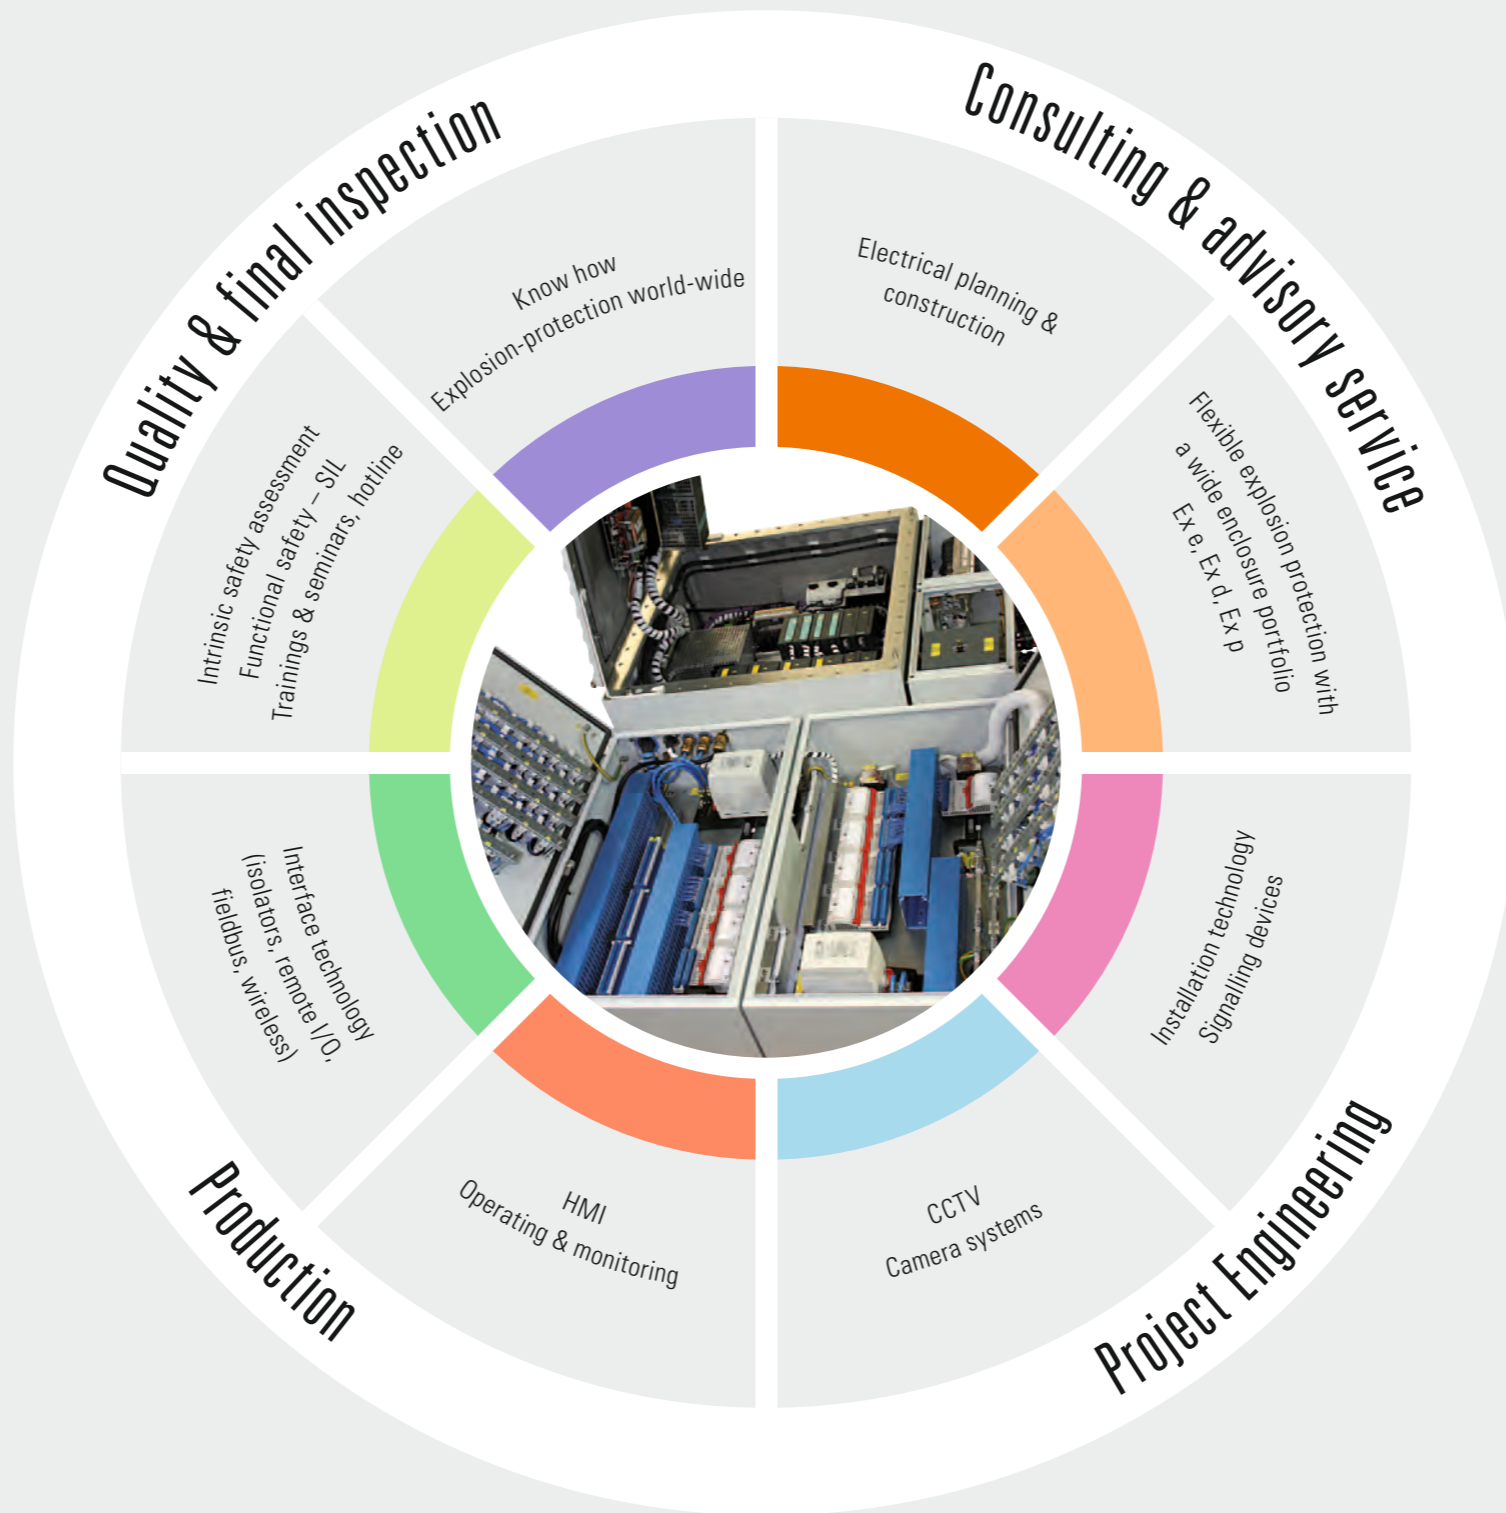 Quality & final inspection
Consulting & advisory service
Know how
Explosion-protection world-wide
Electrical planning &
construction
Flexible explosion protection with
a wide enclosure portfolio
Ex e, Ex d, Ex p
Installation technology
Signalling devices
Project Engineering
CCTV
Camera systems
HMI
Operating & monitoring
Production
Interface technology
(isolators, remote I/O,
fieldbus, wireless)
Intrinsic safety assessment
Functional safety – SIL
Trainings & seminars, hotline